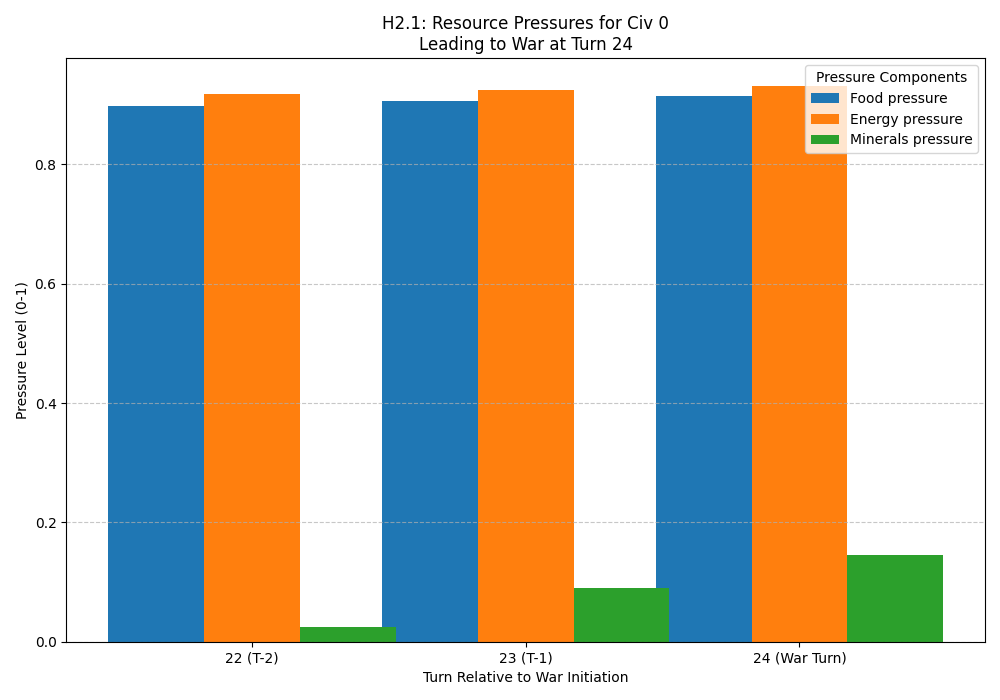 H2.1: Resource Pressures for Civ 0
Leading to War at Turn 24
Pressure Components
Food pressure
Energy pressure
Minerals pressure
Pressure Level (0-1)
0.8
0.6
0.4
0.2
0.0
22 (T-2)
23 (T-1)
24 (War Turn)
Turn Relative to War Initiation